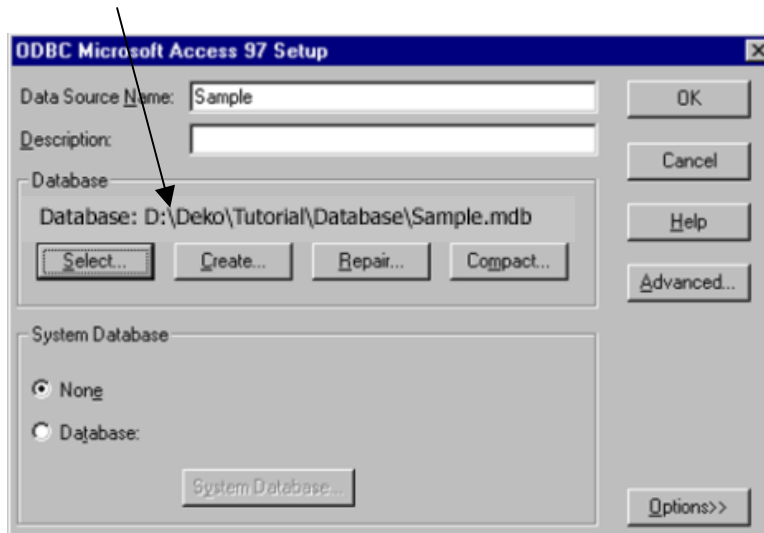 ODBC Microsoft Access 97 Setup
Data Source Name: Sample
OK
Description:
Cancel
Database
Database: D:\Deko\Tutorial\Database\Sample.mdb
Help
Select... Create... Repair... Compact...
Advanced...
System Database
None
Database:
System Database...
Options>>